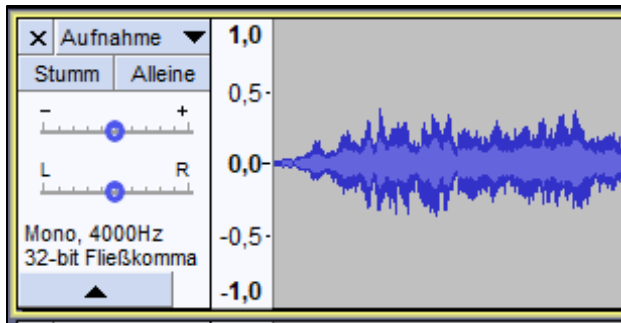 × Aufnahme ▼
Stumm Alleine
- +
L R
Mono, 4000Hz
32-bit Fließkomma
▲
1,0
0,5-
0,0-
-0,5-
-1,0